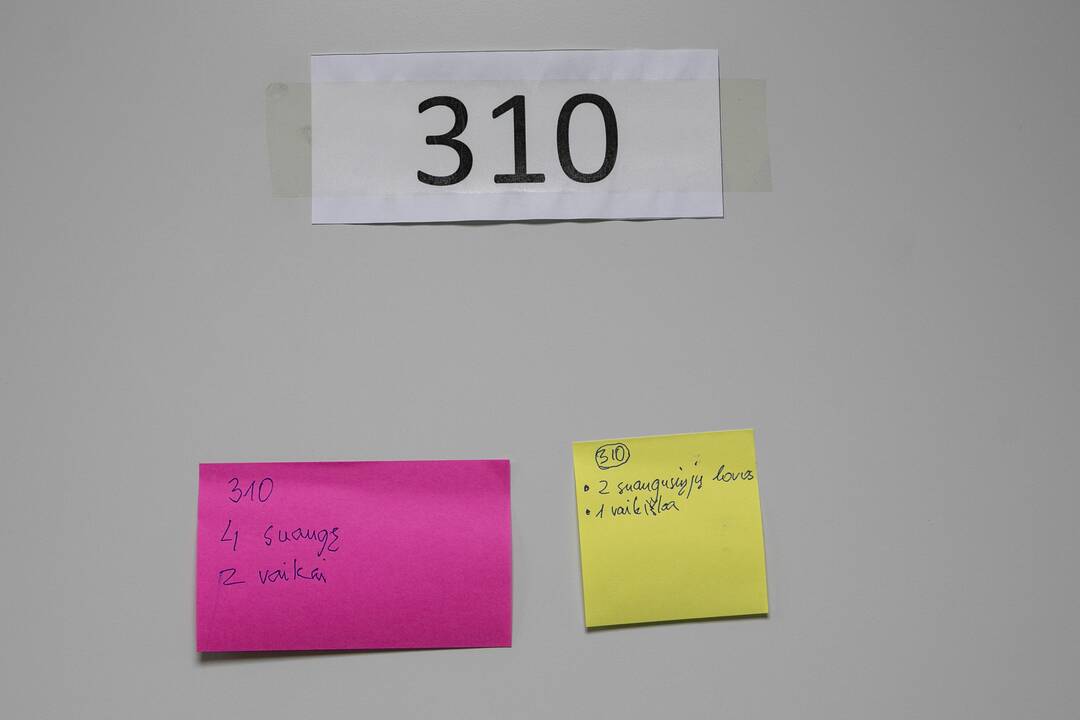 310
310
4 suaugę
2 vaikai
310
• 2 suaugusiųjų lovos
• 1 vaikiška